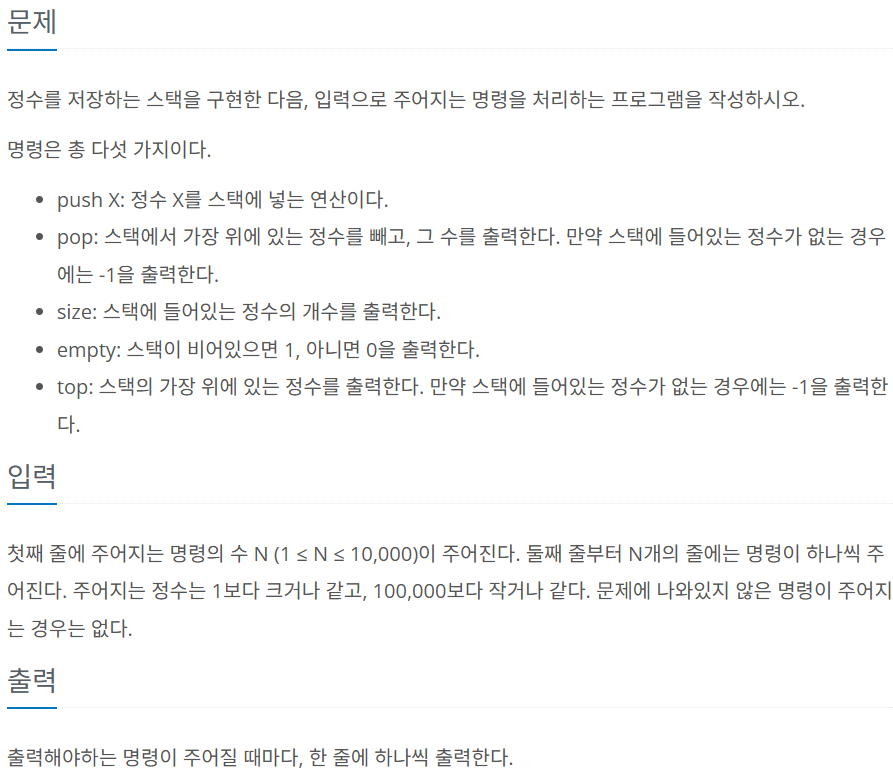 문제
정수를 저장하는 스택을 구현한 다음, 입력으로 주어지는 명령을 처리하는 프로그램을 작성하시오.
명령은 총 다섯 가지이다.
push X: 정수 X를 스택에 넣는 연산이다.
pop: 스택에서 가장 위에 있는 정수를 빼고, 그 수를 출력한다. 만약 스택에 들어있는 정수가 없는 경우
에는 -1을 출력한다.
size: 스택에 들어있는 정수의 개수를 출력한다.
empty: 스택이 비어있으면 1, 아니면 0을 출력한다.
top: 스택의 가장 위에 있는 정수를 출력한다. 만약 스택에 들어있는 정수가 없는 경우에는 -1을 출력한
다.
입력
첫째 줄에 주어지는 명령의 수 N (1 ≤ N ≤ 10,000)이 주어진다. 둘째 줄부터 N개의 줄에는 명령이 하나씩 주
어진다. 주어지는 정수는 1보다 크거나 같고, 100,000보다 작거나 같다. 문제에 나와있지 않은 명령이 주어지
는 경우는 없다.
출력
출력해야하는 명령이 주어질 때마다, 한 줄에 하나씩 출력한다.